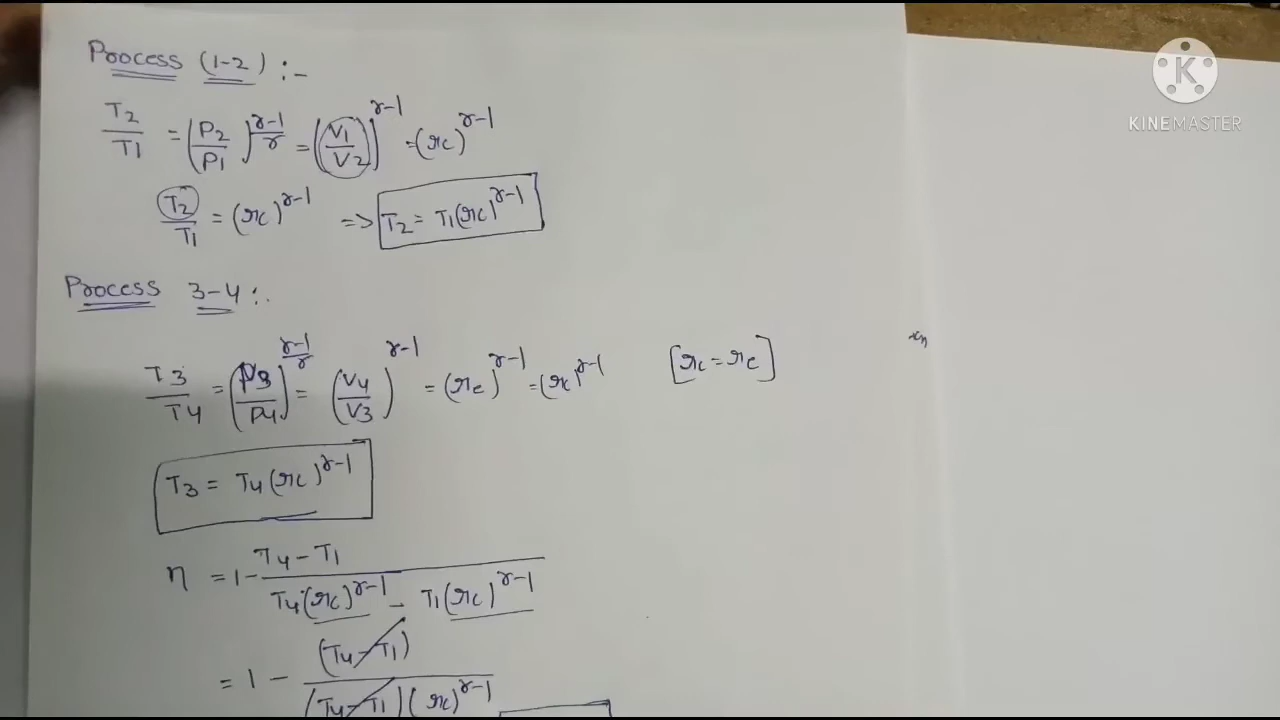 Process (1-2) :-
T2/T1 = (P2/P1)^(γ-1)/γ = (V1/V2)^γ-1 = (rc)^γ-1
T2/T1 = (rc)^γ-1 => T2 = T1(rc)^γ-1
Process 3-4 :-
T3/T4 = (P3/P4)^(γ-1)/γ = (V4/V3)^γ-1 = (re)^γ-1 = (rc)^γ-1 [rc = re]
T3 = T4(rc)^γ-1
η = 1 - (T4 - T1)/(T4(rc)^γ-1 - T1(rc)^γ-1)
= 1 - (T4 - T1)/((T4 - T1)(rc)^γ-1)
K
KINEMASTER